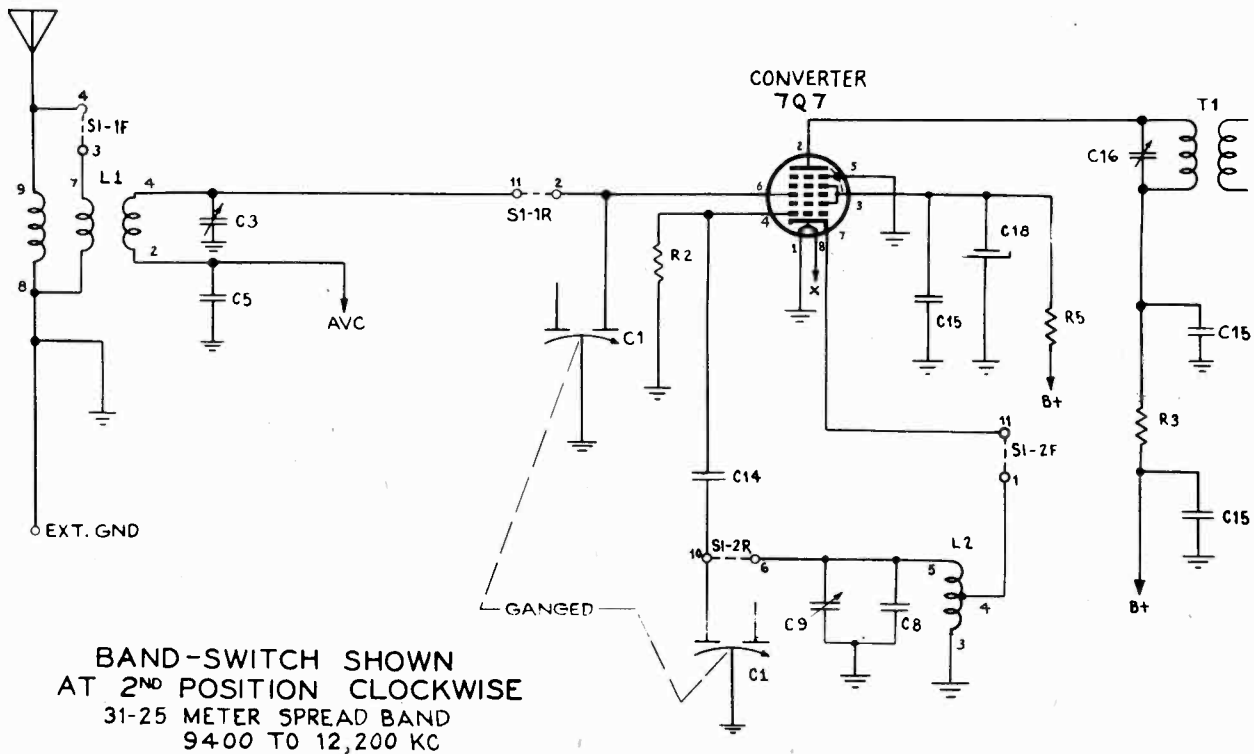 CONVERTER
7Q7
T1
4
S1-1F
3
2
5
C16
9
7
L1
4
11
2
6
3
C3
S1-1R
4
1
8
7
C18
R2
2
8
C5
X
AVC
C1
C15
R5
C15
B+
11
R3
S1-2F
C14
1
EXT. GND
10
S1-2R
6
L2
5
C15
4
GANGED
C9
C8
3
B+
C1
BAND-SWITCH SHOWN
AT 2ND POSITION CLOCKWISE
31-25 METER SPREAD BAND
9400 TO 12,200 KC